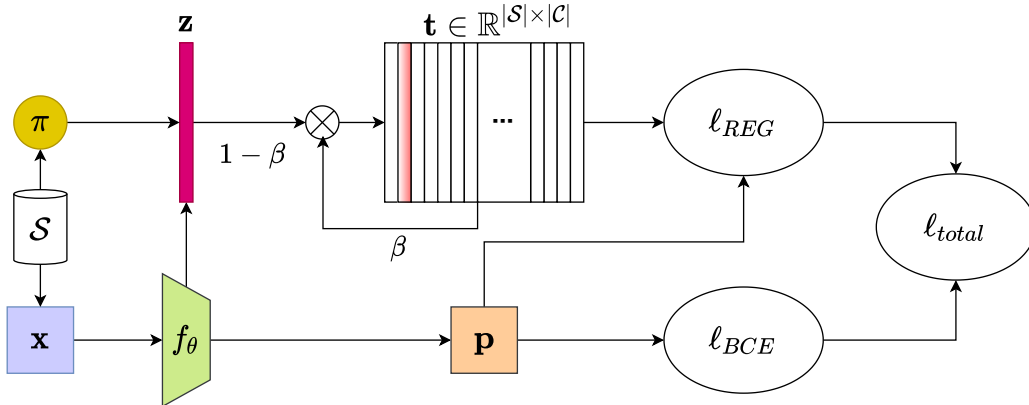 z
t ∈ ℝ^{|𝒮|×|𝒞|}
π
1 − β
...
ℓ_{REG}
𝒮
β
ℓ_{total}
x
f_θ
p
ℓ_{BCE}